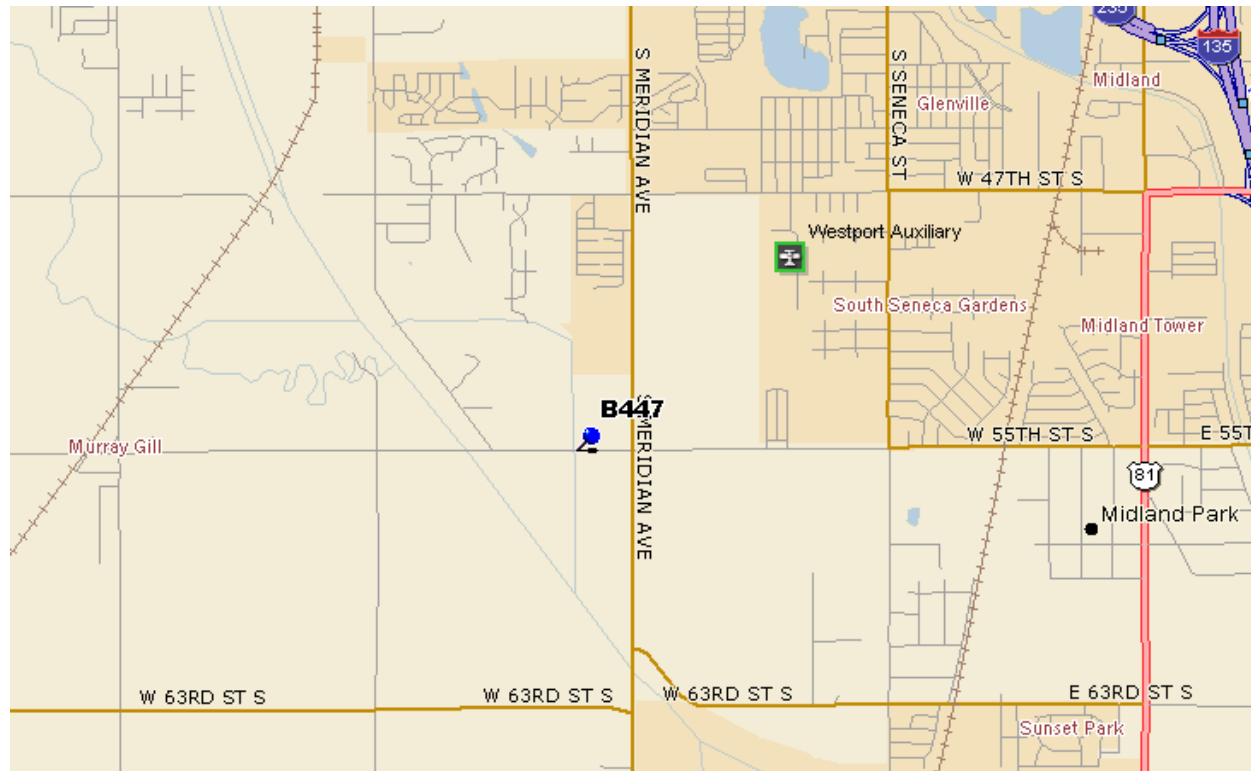 235
135
Midland
Glenville
S MERIDIAN AVE
S SENECA ST
W 47TH ST S
Westport Auxiliary
South Seneca Gardens
Midland Tower
B447
S MERIDIAN AVE
W 55TH ST S
E 55T
Murray Gill
81
Midland Park
W 63RD ST S
W 63RD ST S
W 63RD ST S
E 63RD ST S
Sunset Park